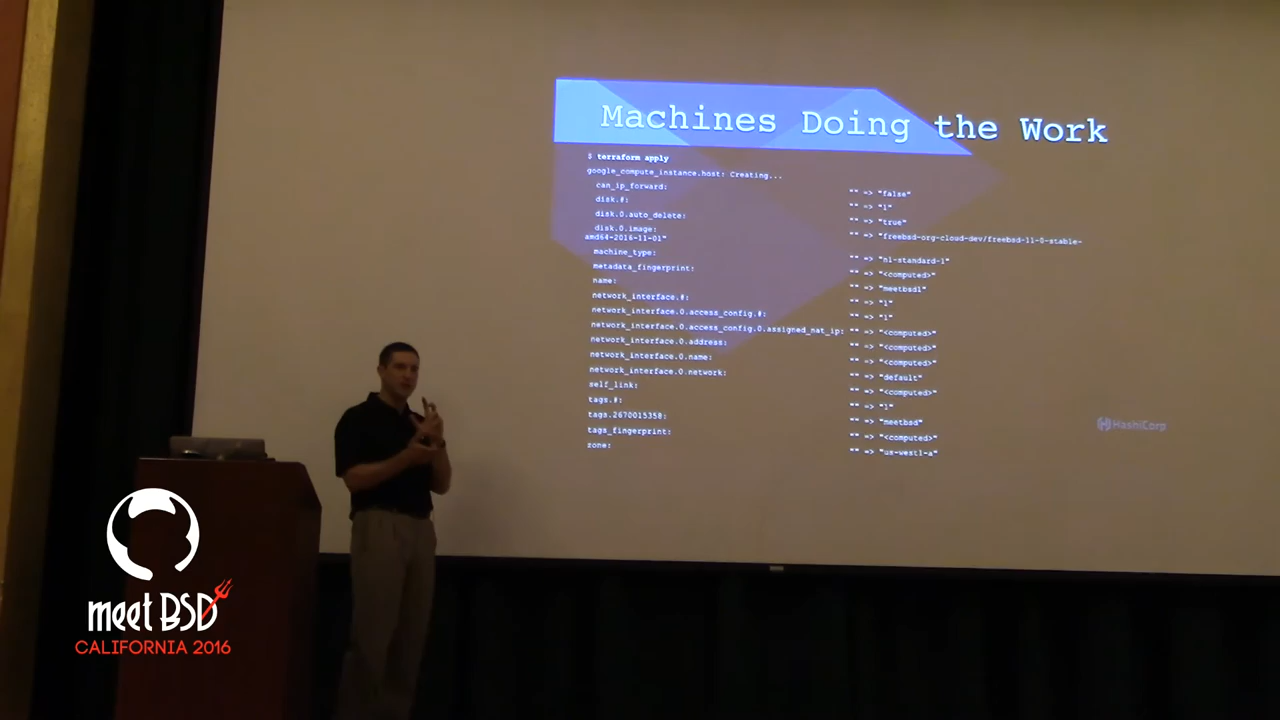 Machines Doing the Work
$ terraform apply
google_compute_instance.host: Creating...
can_ip_forward: "" => "false"
disk.#: "" => "1"
disk.0.auto_delete: "" => "true"
disk.0.image: "" => "freebsd-org-cloud-dev/freebsd-11-0-stable-
amd64-2016-11-01"
machine_type: "" => "n1-standard-1"
metadata_fingerprint: "" => "<computed>"
name: "" => "meetbsd1"
network_interface.#: "" => "1"
network_interface.0.access_config.#: "" => "1"
network_interface.0.access_config.0.assigned_nat_ip: "" => "<computed>"
network_interface.0.address: "" => "<computed>"
network_interface.0.name: "" => "<computed>"
network_interface.0.network: "" => "default"
self_link: "" => "<computed>"
tags.#: "" => "1"
tags.2670015358: "" => "meetbsd"
tags_fingerprint: "" => "<computed>"
zone: "" => "us-west1-a"
HashiCorp
meet BSD
CALIFORNIA 2016